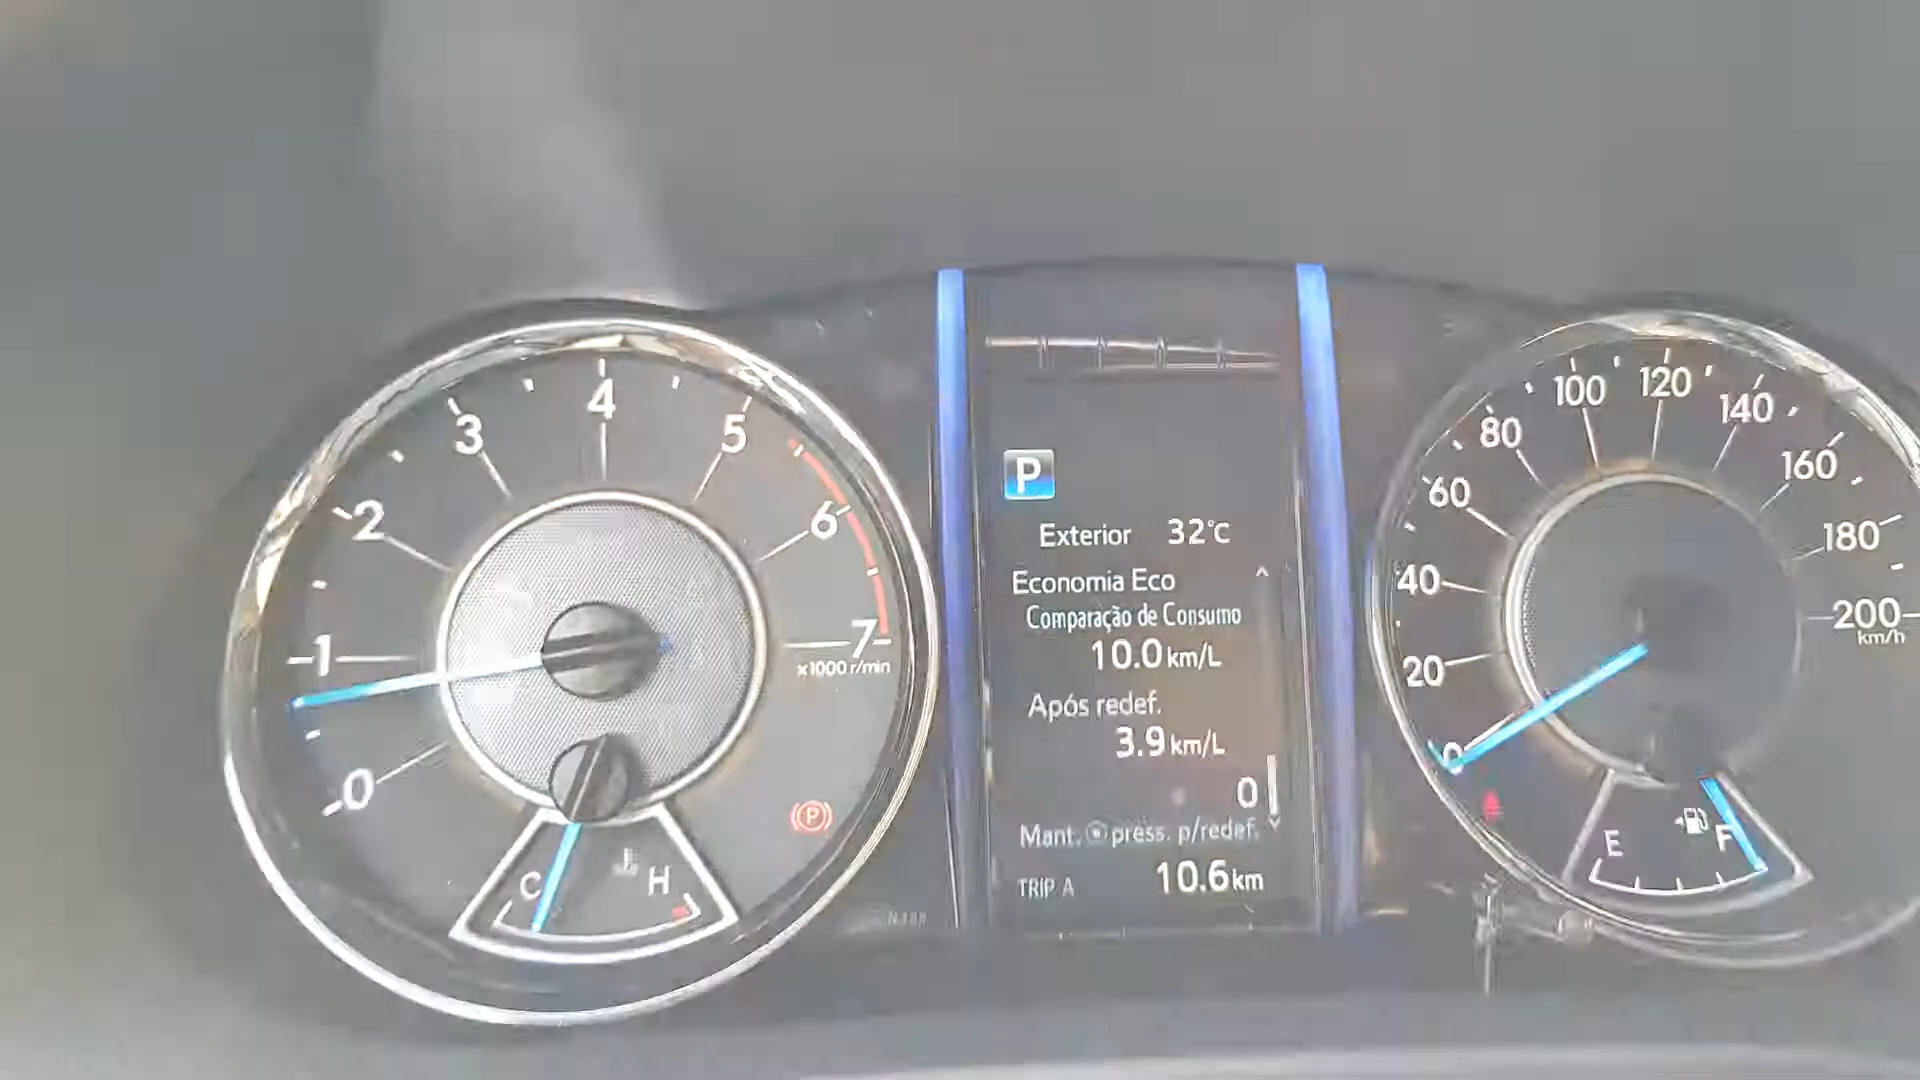 0
1
2
3
4
5
6
7
x1000 r/min
C
H
P
P
Exterior 32°C
Economia Eco
Comparação de Consumo
10.0 km/L
Após redef.
3.9 km/L
0
Mant. press. p/redef.
TRIP A 10.6 km
0
20
40
60
80
100
120
140
160
180
200
km/h
E
F